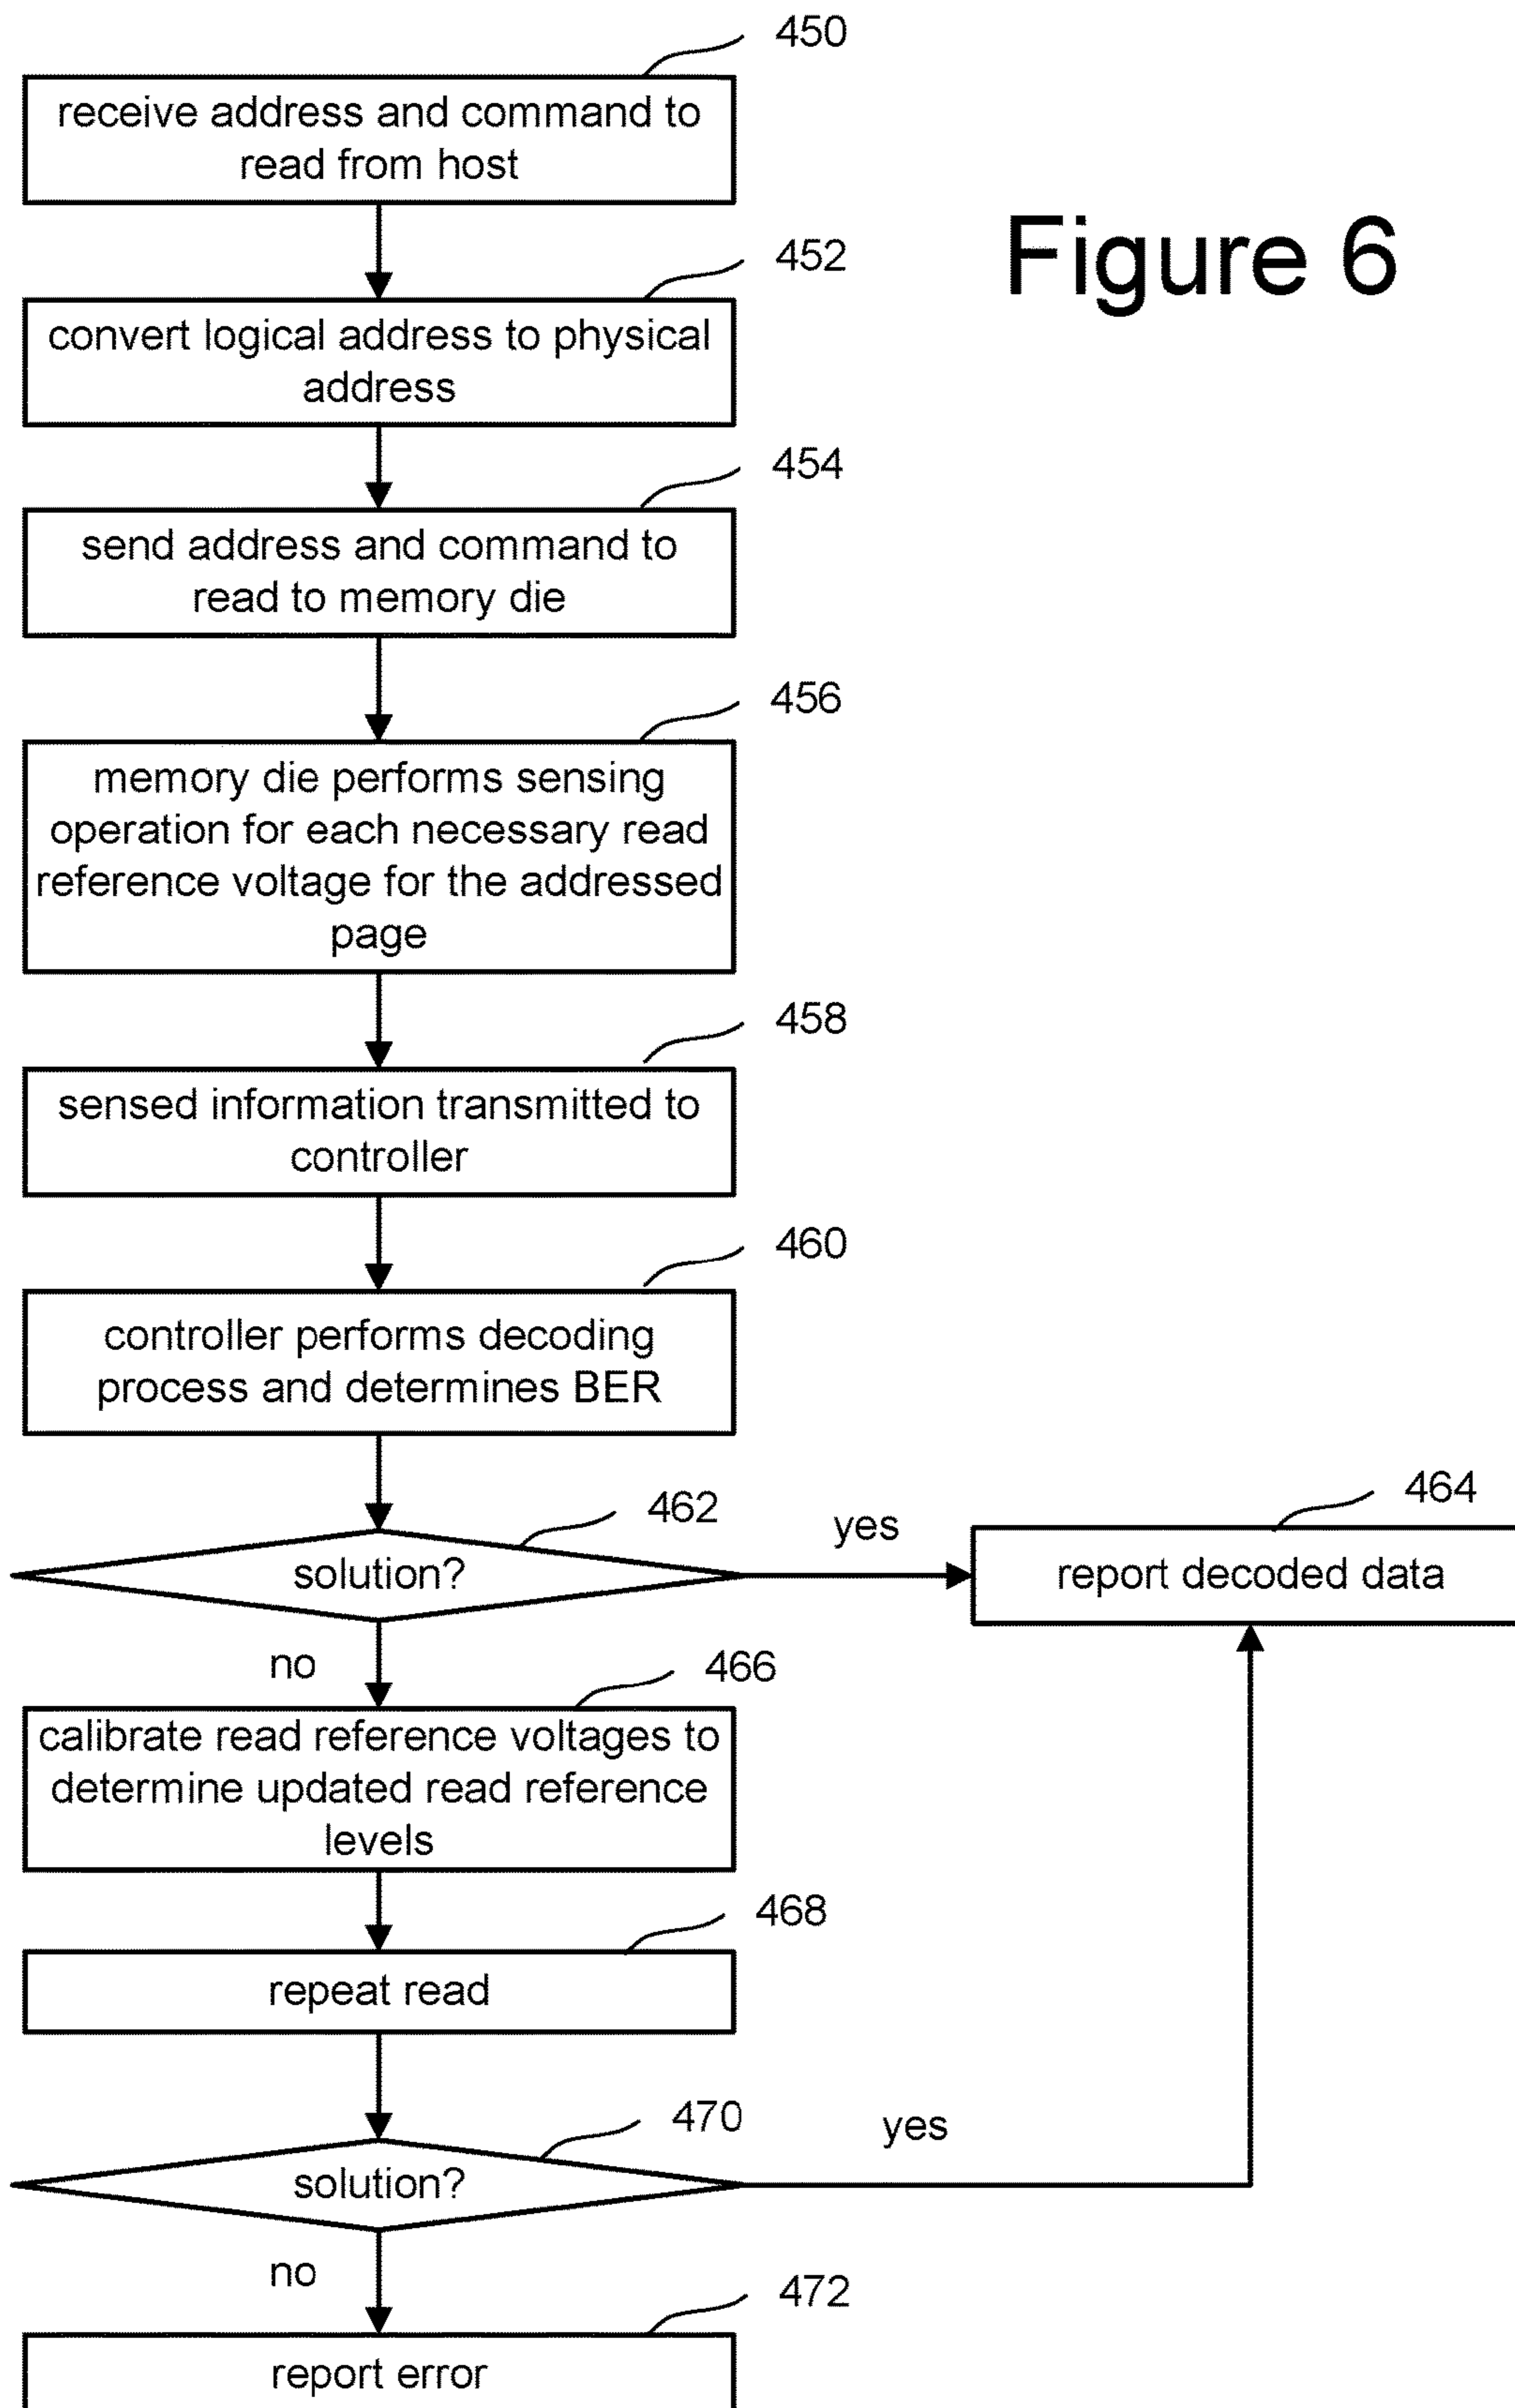 450
receive address and command to
read from host
Figure 6
452
convert logical address to physical
address
454
send address and command to
read to memory die
456
memory die performs sensing
operation for each necessary read
reference voltage for the addressed
page
458
sensed information transmitted to
controller
460
controller performs decoding
process and determines BER
462
solution?
yes
464
report decoded data
no
466
calibrate read reference voltages to
determine updated read reference
levels
468
repeat read
470
solution?
yes
no
472
report error